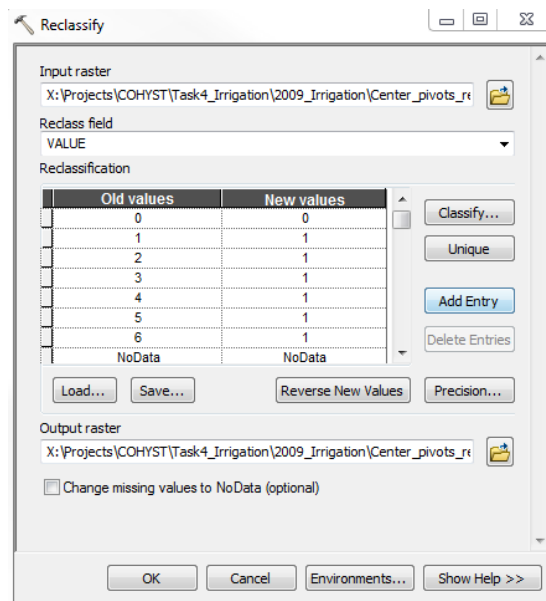 Reclassify
Input raster
X:\Projects\COHYST\Task4_Irrigation\2009_Irrigation\Center_pivots_re
Reclass field
VALUE
Reclassification
Old values New values
0 0
1 1
2 1
3 1
4 1
5 1
6 1
NoData NoData
Classify...
Unique
Add Entry
Delete Entries
Load... Save... Reverse New Values Precision...
Output raster
X:\Projects\COHYST\Task4_Irrigation\2009_Irrigation\Center_pivots_re
Change missing values to NoData (optional)
OK Cancel Environments... Show Help >>